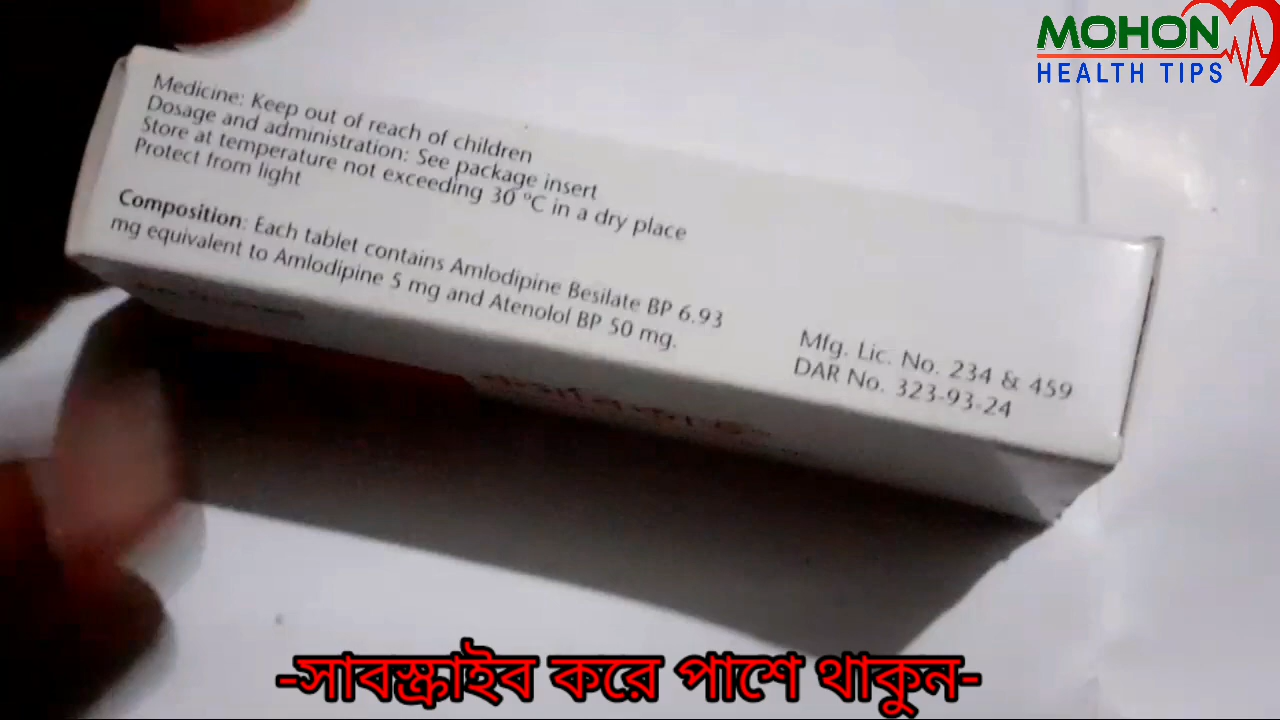 MOHON
HEALTH TIPS
Medicine: Keep out of reach of children
Dosage and administration: See package insert
Store at temperature not exceeding 30 °C in a dry place
Protect from light
Composition: Each tablet contains Amlodipine Besilate BP 6.93
mg equivalent to Amlodipine 5 mg and Atenolol BP 50 mg.
Mfg. Lic. No. 234 & 459
DAR No. 323-93-24
-সাবস্ক্রাইব করে পাশে থাকুন-